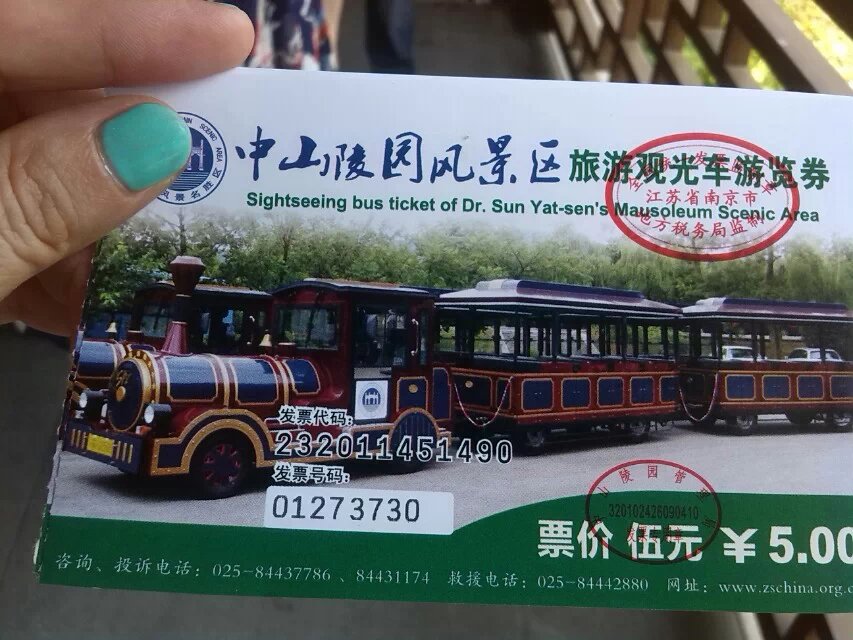 中山陵园风景区旅游观光车游览券
Sightseeing bus ticket of Dr. Sun Yat-sen's Mausoleum Scenic Area
江苏省南京市
地方税务局监制
发票代码:
232011451490
发票号码:
01273730
320102426090410
票价 伍元 ¥5.00
咨询、投诉电话:025-84437786、84431174 救援电话:025-84442880 网址:www.zschina.org.c